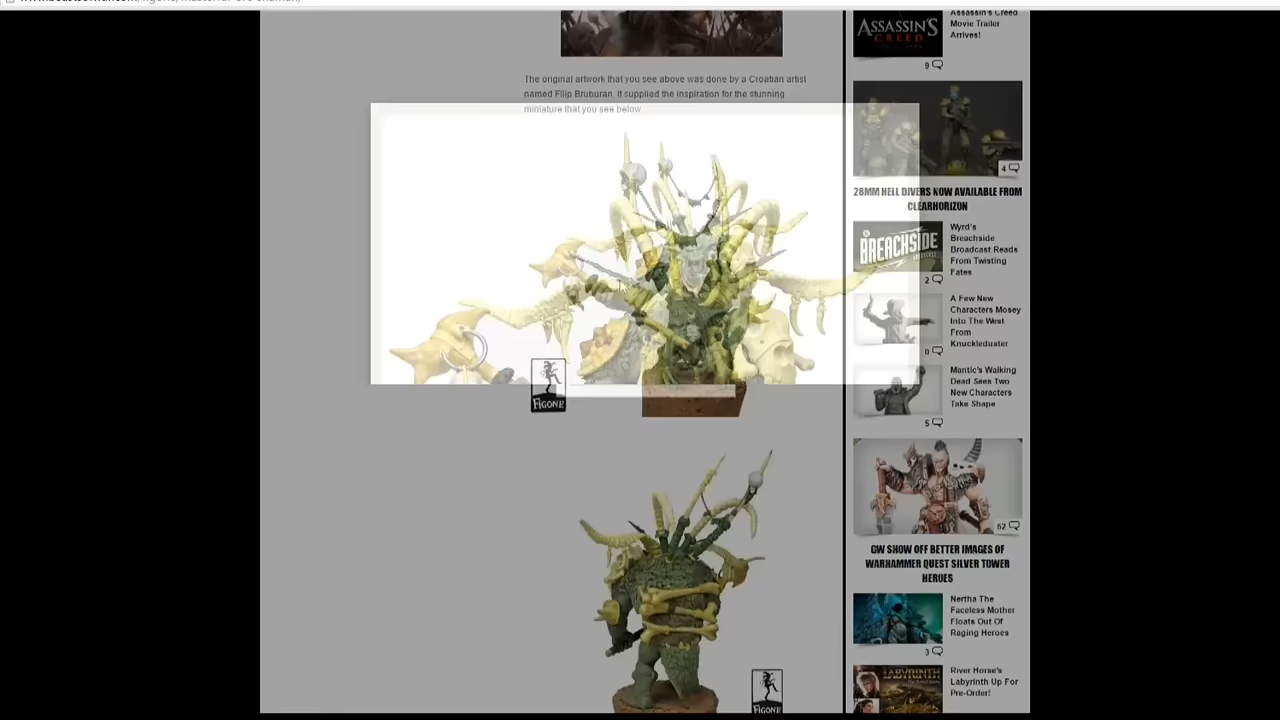 The original artwork that you see above was done by a Croatian artist
named Filip Bruburan. It supplied the inspiration for the stunning
miniature that you see below.
FIGONE
FIGONE
ASSASSIN'S
CREED
Assassin's Creed
Movie Trailer
Arrives!
9
4
28MM HELL DIVERS NOW AVAILABLE FROM
CLEARHORIZON
BREACHSIDE
BROADCAST
Wyrd's
Breachside
Broadcast Reads
From Twisting
Fates
2
A Few New
Characters Mosey
Into The West
From
Knuckleduster
0
Mantic's Walking
Dead Sees Two
New Characters
Take Shape
5
52
GW SHOW OFF BETTER IMAGES OF
WARHAMMER QUEST SILVER TOWER
HEROES
Nertha The
Faceless Mother
Floats Out Of
Raging Heroes
3
LABYRINTH
River Horse's
Labyrinth Up For
Pre-Order!